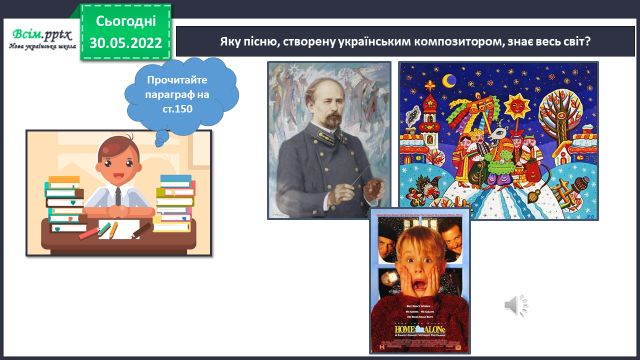 Всім.pptx
Нова українська школа
Сьогодні
30.05.2022
Яку пісню, створену українським композитором, знає весь світ?
Прочитайте
параграф на
ст.150
HOME ALONe